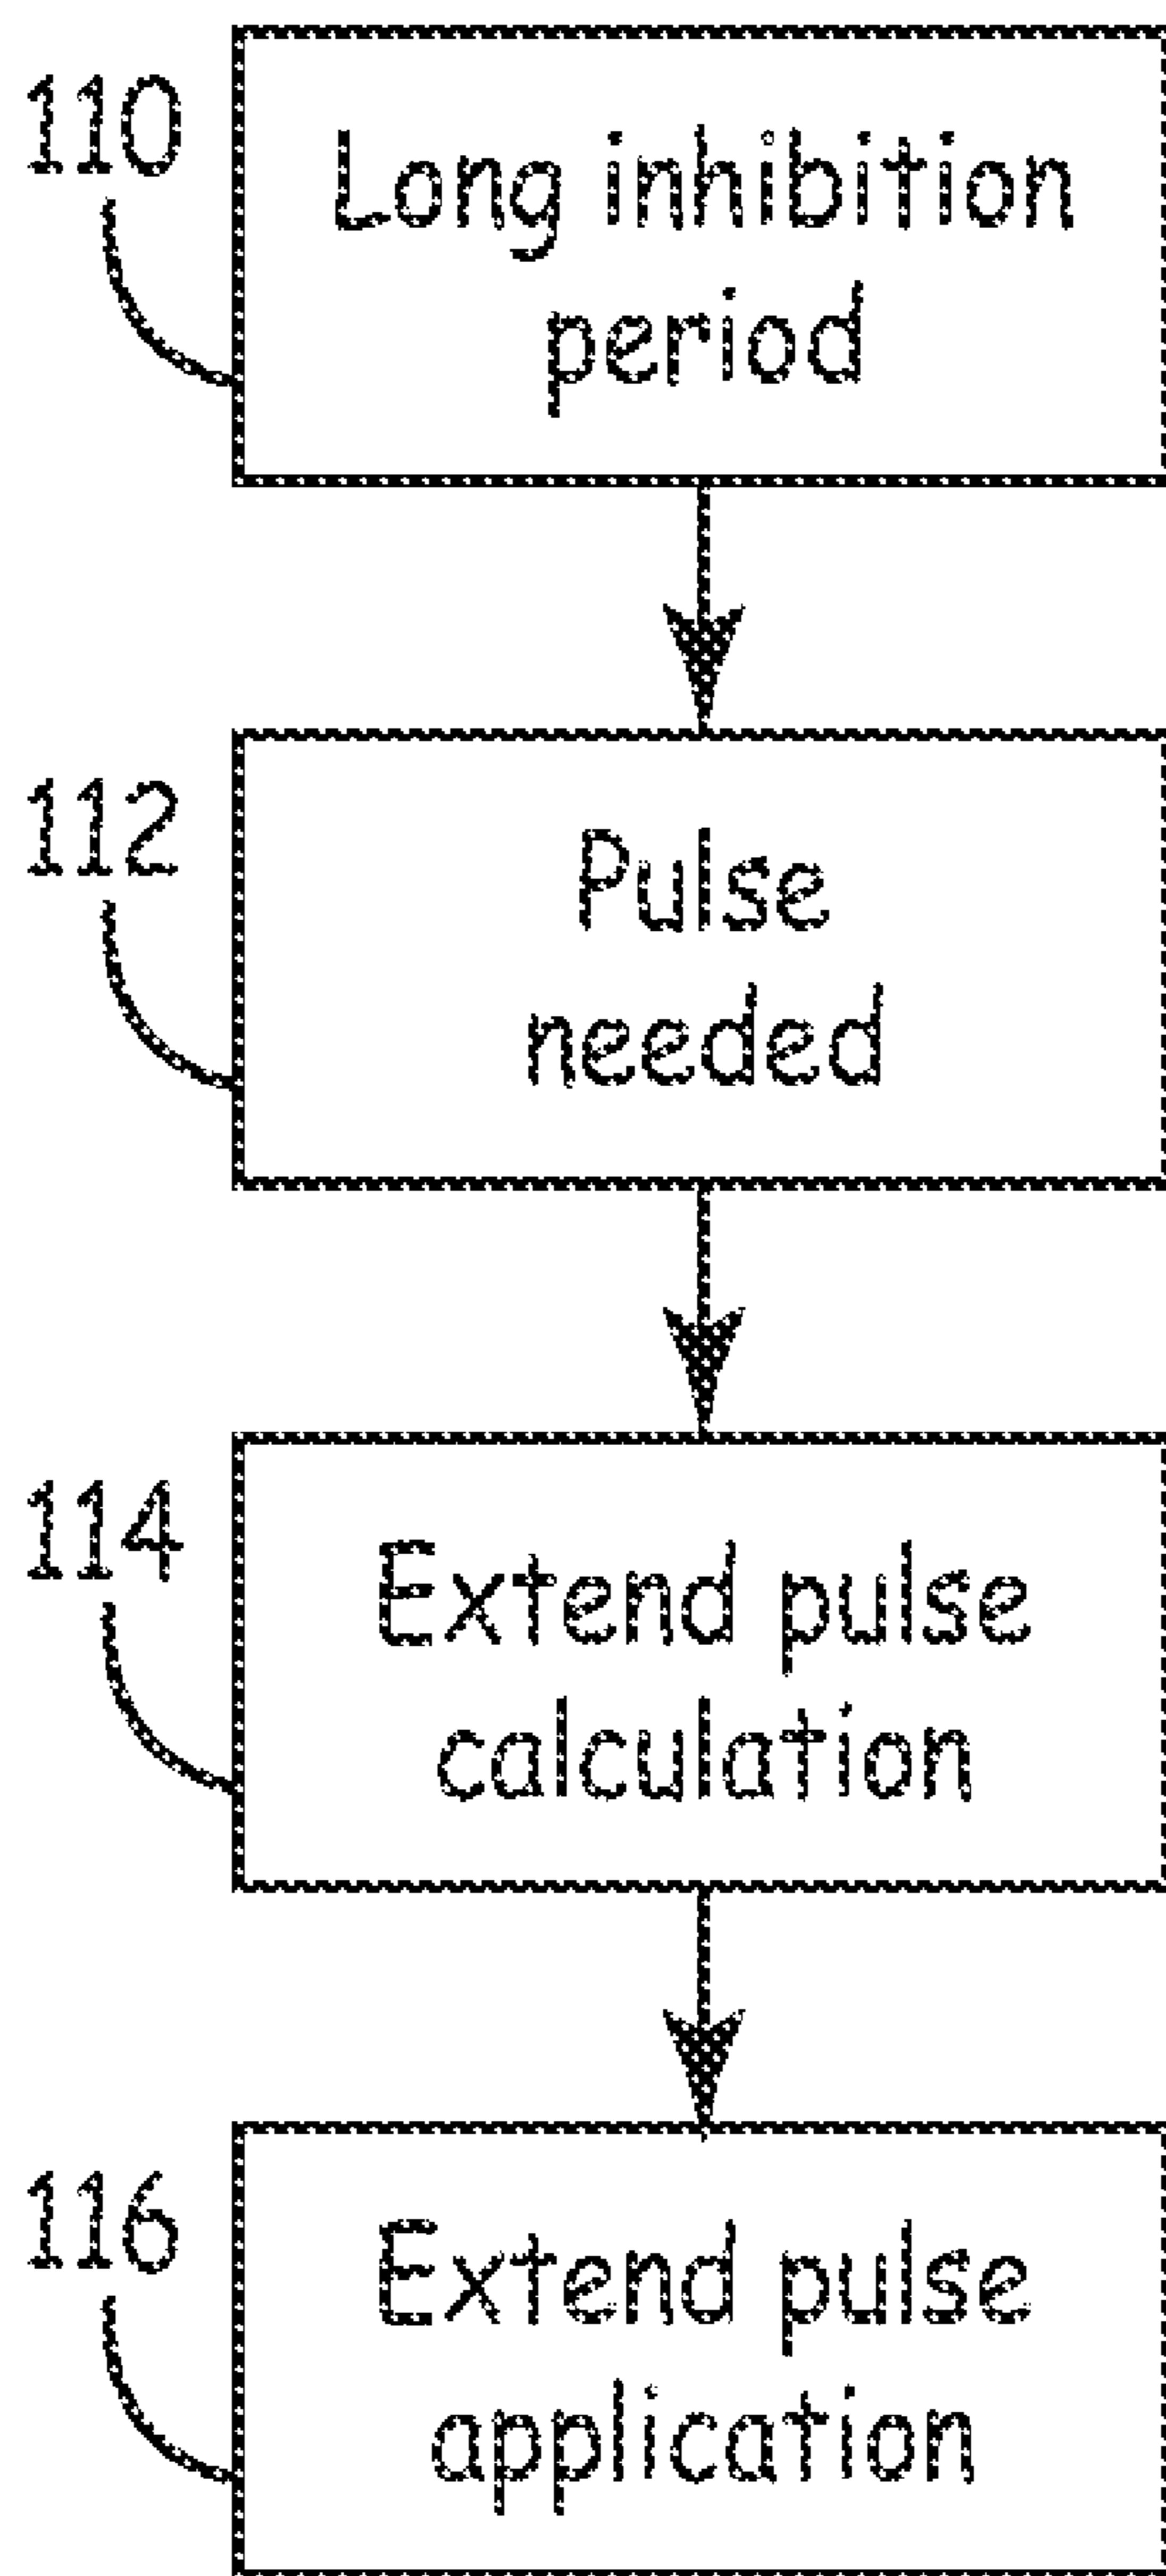 110
Long inhibition
period
112
Pulse
needed
114
Extend pulse
calculation
116
Extend pulse
application